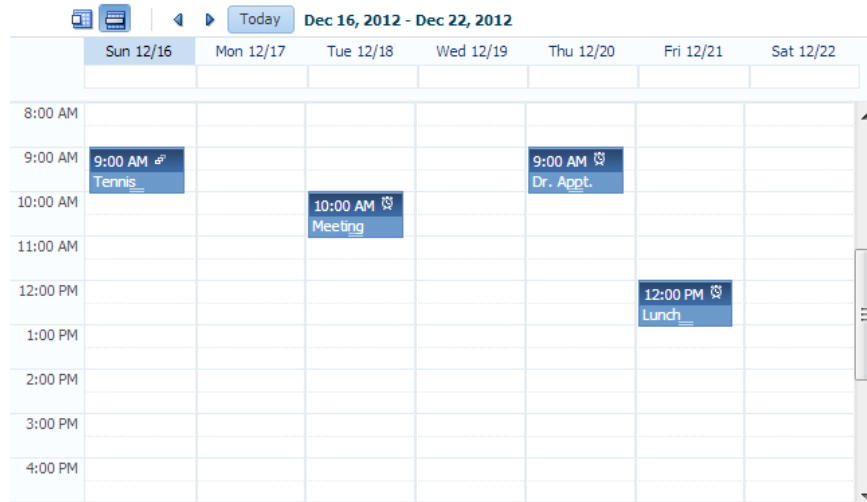 Today Dec 16, 2012 - Dec 22, 2012
Sun 12/16 Mon 12/17 Tue 12/18 Wed 12/19 Thu 12/20 Fri 12/21 Sat 12/22
8:00 AM
9:00 AM 9:00 AM 9:00 AM
Tennis Dr. Appt.
10:00 AM 10:00 AM
Meeting
11:00 AM
12:00 PM 12:00 PM
Lunch
1:00 PM
2:00 PM
3:00 PM
4:00 PM